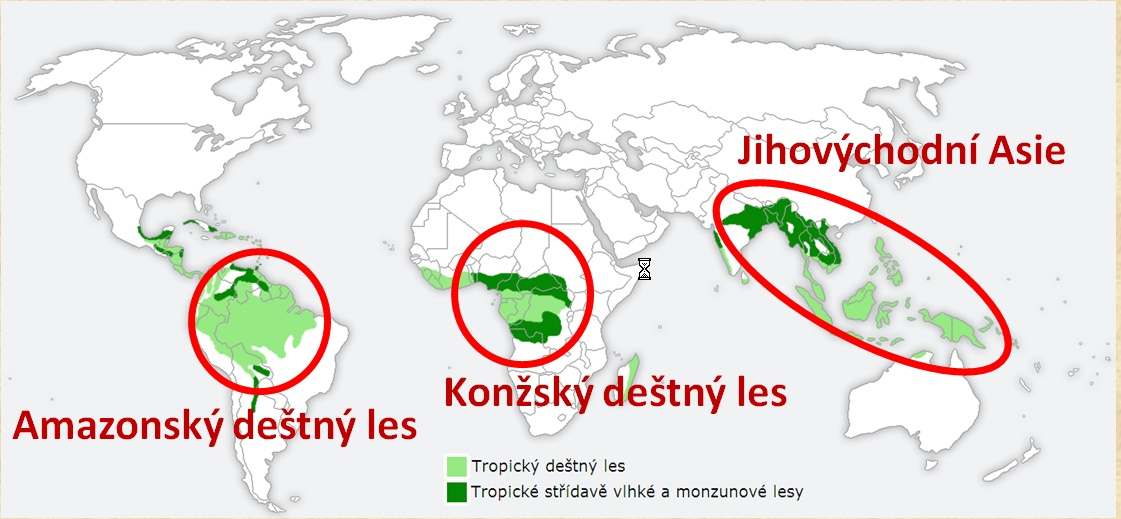 Jihovýchodní Asie
Konžský deštný les
Amazonský deštný les
Tropický deštný les
Tropické střídavě vlhké a monzunové lesy